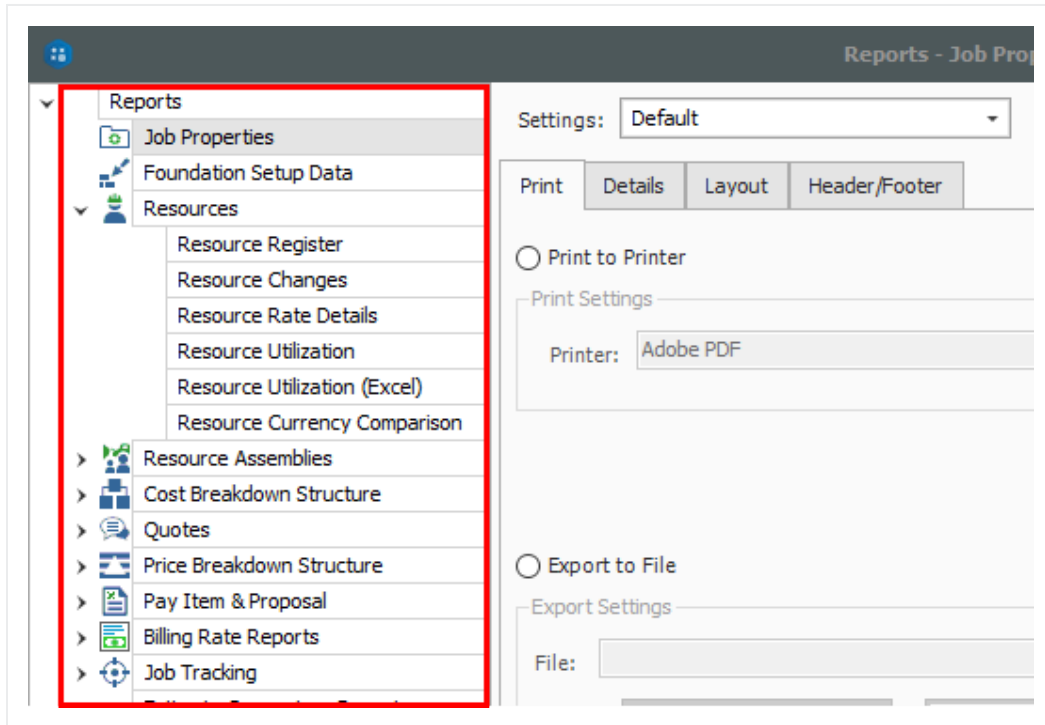 Reports - Job Prop
Reports
Job Properties
Foundation Setup Data
Resources
Resource Register
Resource Changes
Resource Rate Details
Resource Utilization
Resource Utilization (Excel)
Resource Currency Comparison
Resource Assemblies
Cost Breakdown Structure
Quotes
Price Breakdown Structure
Pay Item & Proposal
Billing Rate Reports
Job Tracking
Settings: Default
Print Details Layout Header/Footer
Print to Printer
Print Settings
Printer: Adobe PDF
Export to File
Export Settings
File: